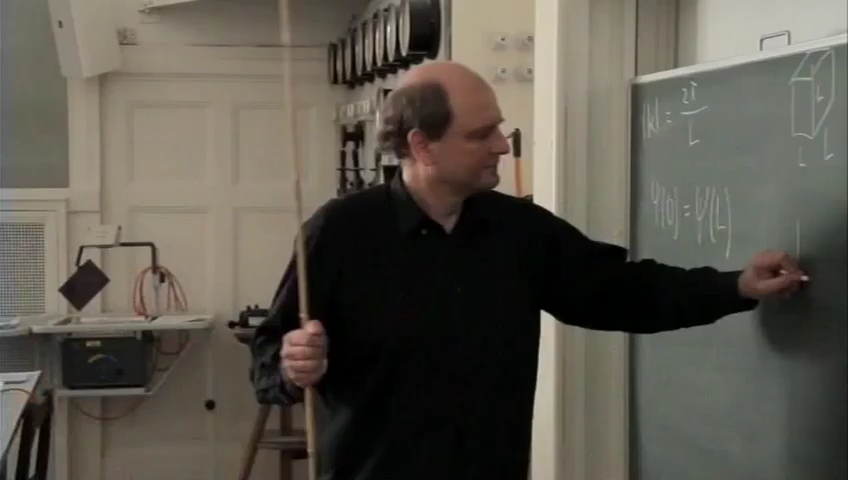 |k| = 2π/L
L
L L
ψ(0) = ψ(L)